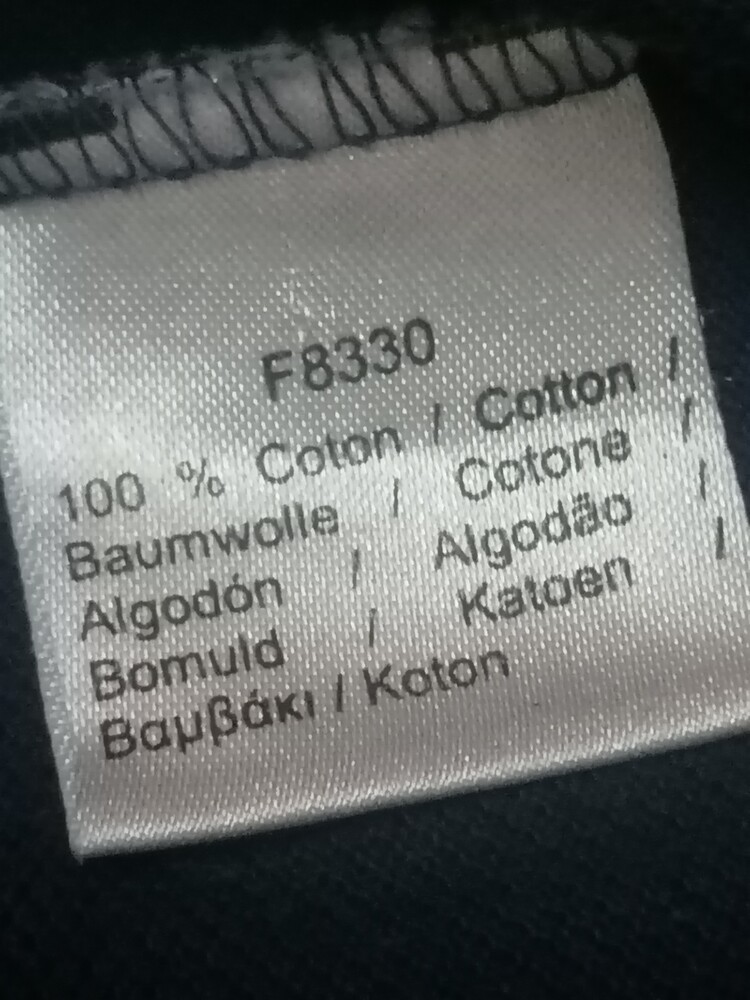 F8330
100 % Coton / Cotton /
Baumwolle / Cotone /
Algodón / Algodão /
Bomuld / Katoen /
Βαμβάκι / Koton